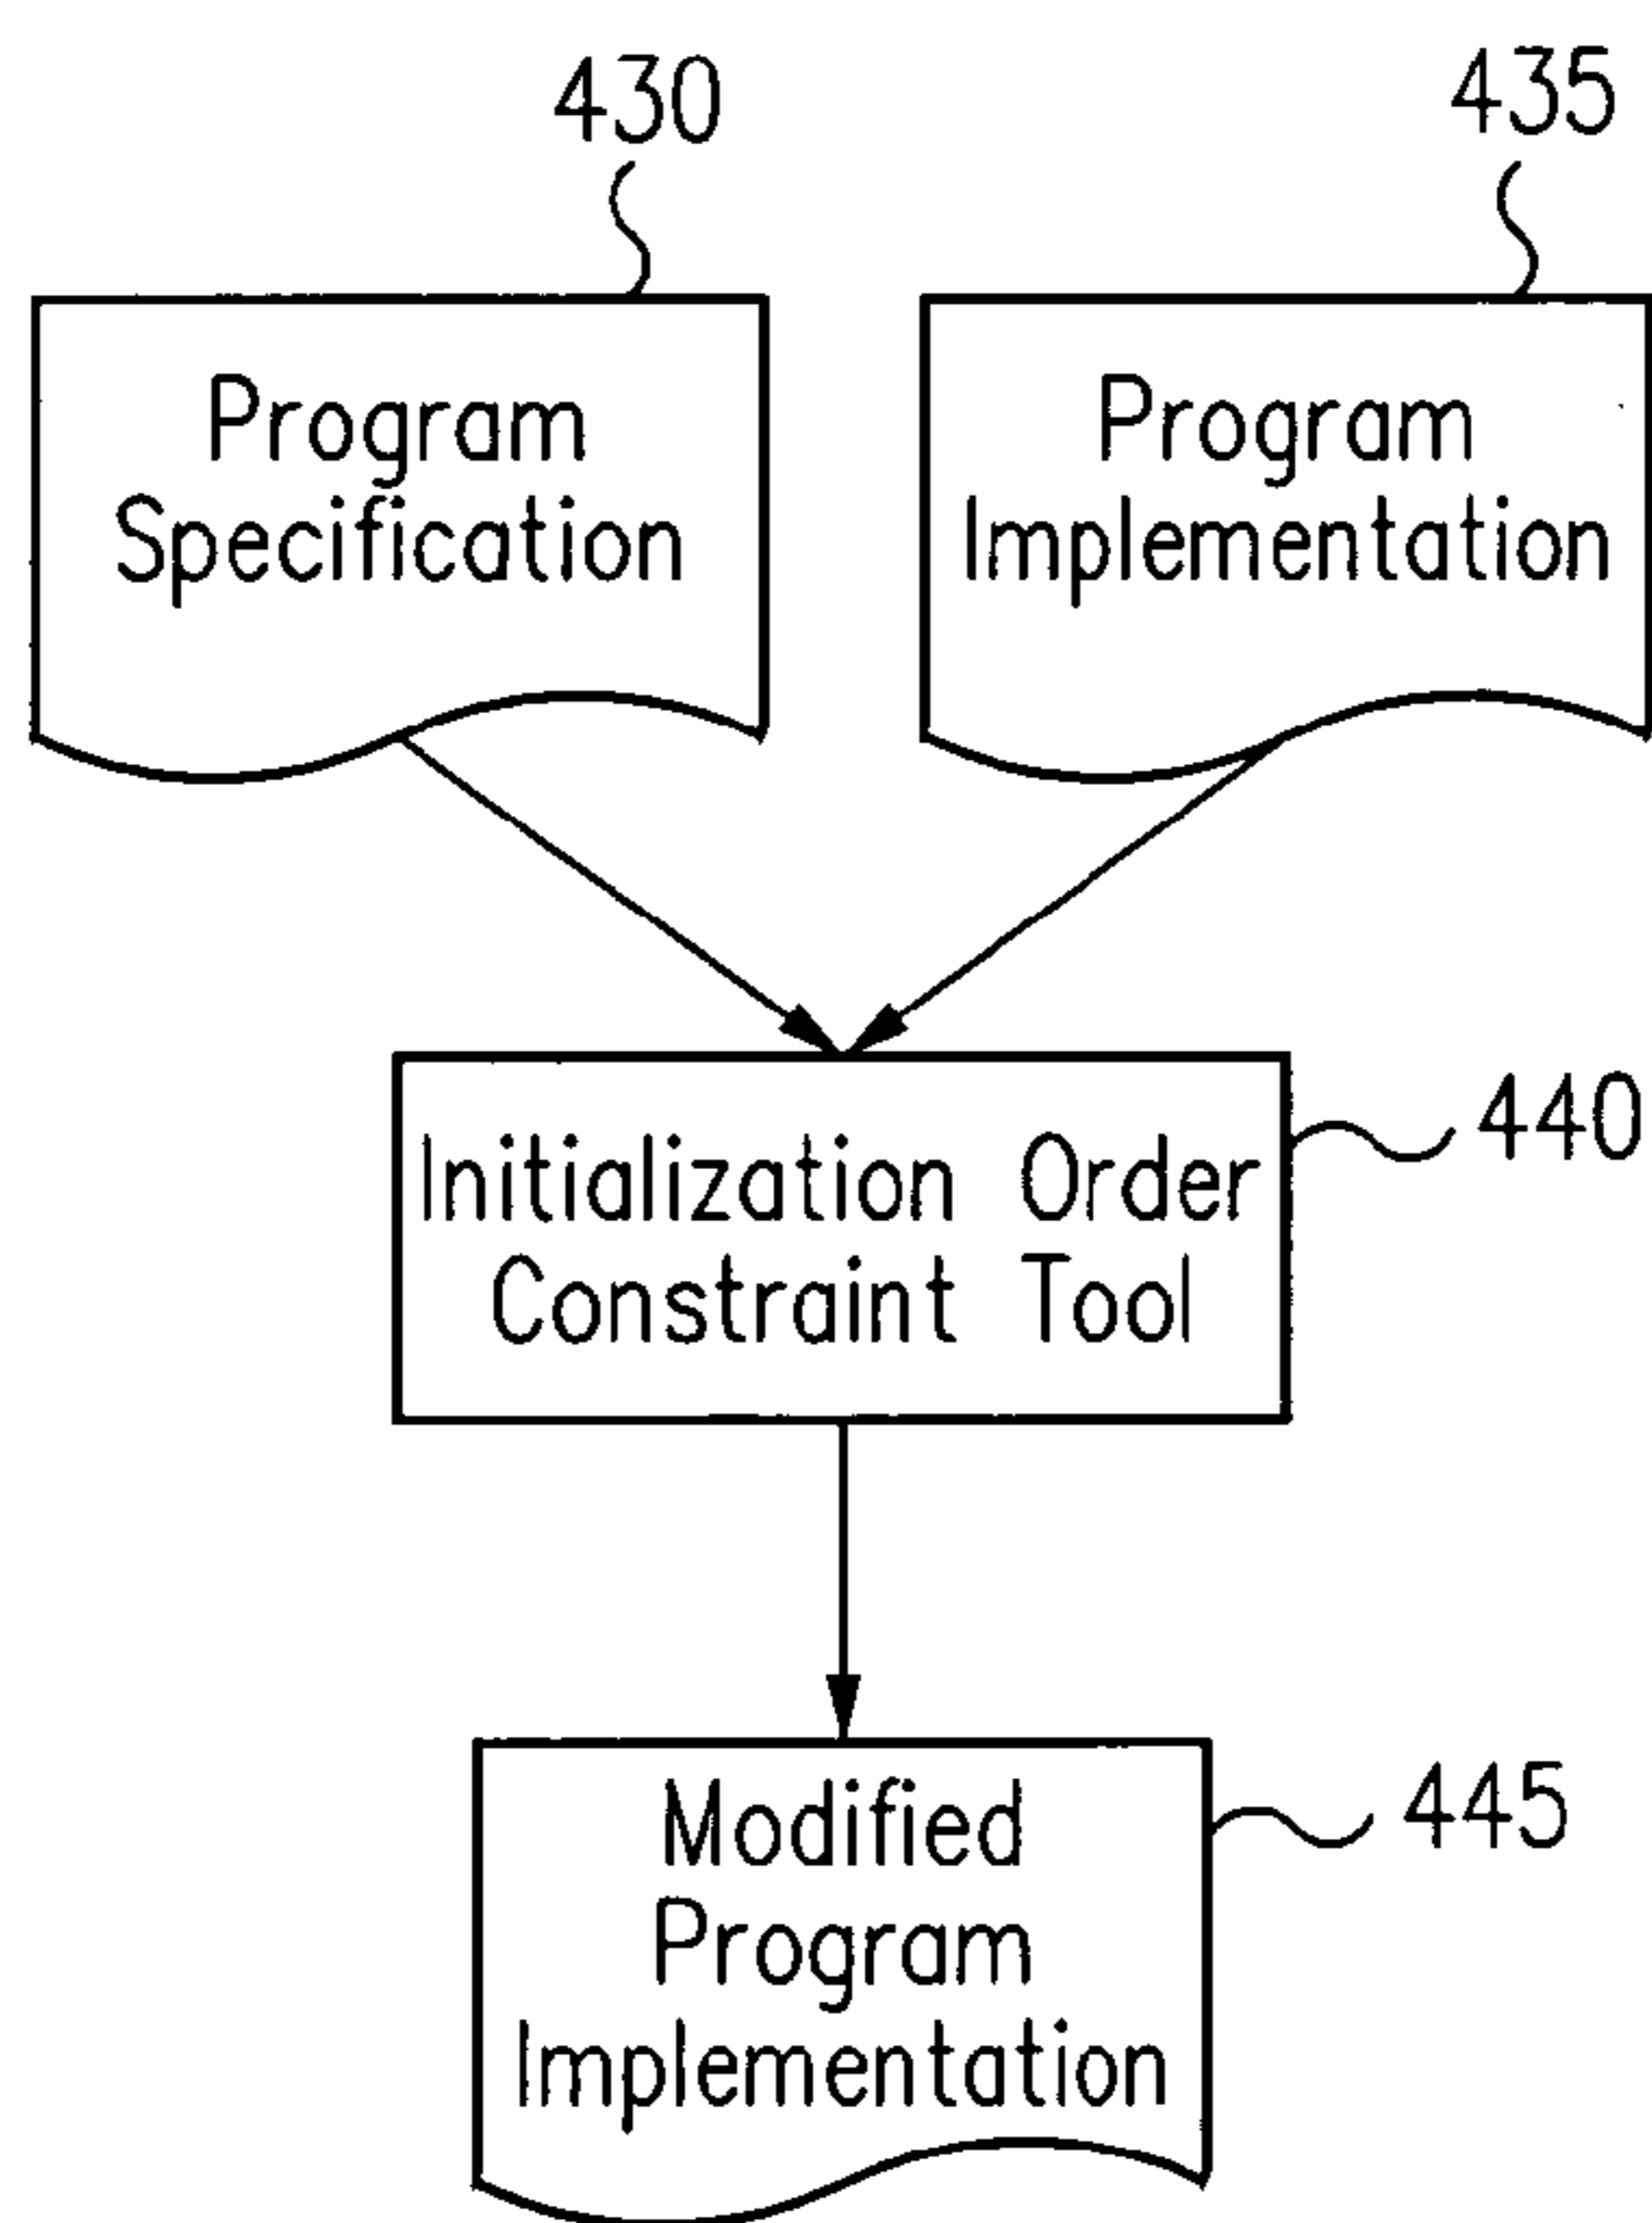 430
435
Program
Specification
Program
Implementation
Initialization Order
Constraint Tool
440
Modified
Program
Implementation
445